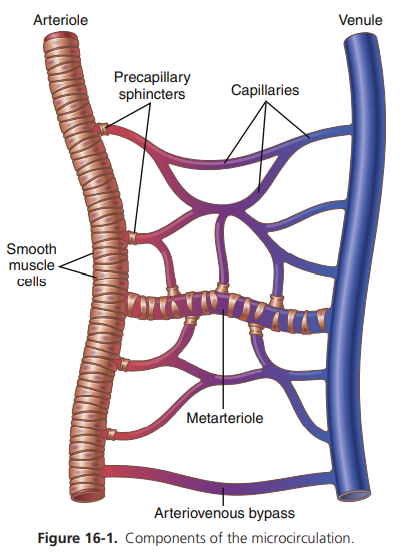 Arteriole
Venule
Precapillary
sphincters
Capillaries
Smooth
muscle
cells
Metarteriole
Arteriovenous bypass
Figure 16-1. Components of the microcirculation.